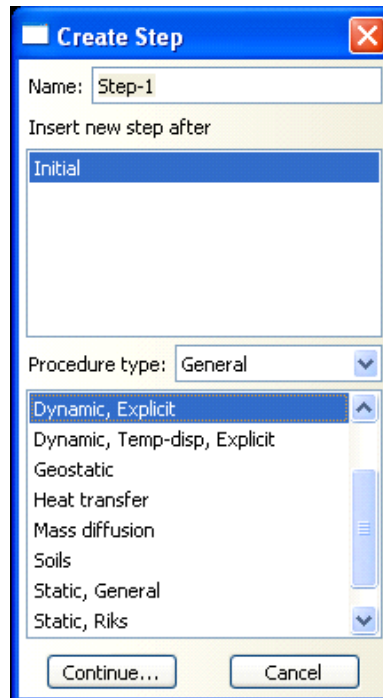 Create Step
Name: Step-1
Insert new step after
Initial
Procedure type: General
Dynamic, Explicit
Dynamic, Temp-disp, Explicit
Geostatic
Heat transfer
Mass diffusion
Soils
Static, General
Static, Riks
Continue... Cancel